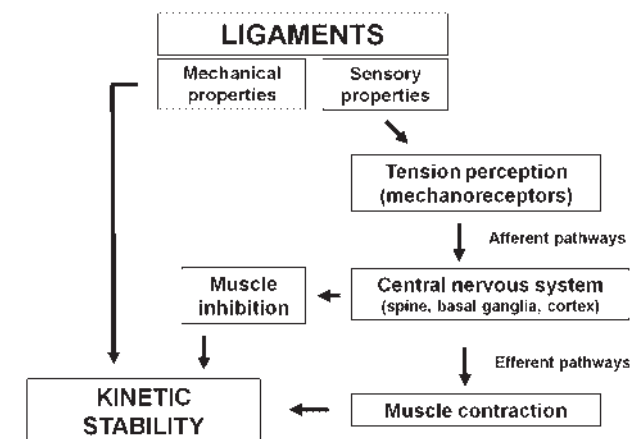 LIGAMENTS
Mechanical
properties
Sensory
properties
Tension perception
(mechanoreceptors)
Afferent pathways
Muscle
inhibition
Central nervous system
(spine, basal ganglia, cortex)
Efferent pathways
KINETIC
STABILITY
Muscle contraction